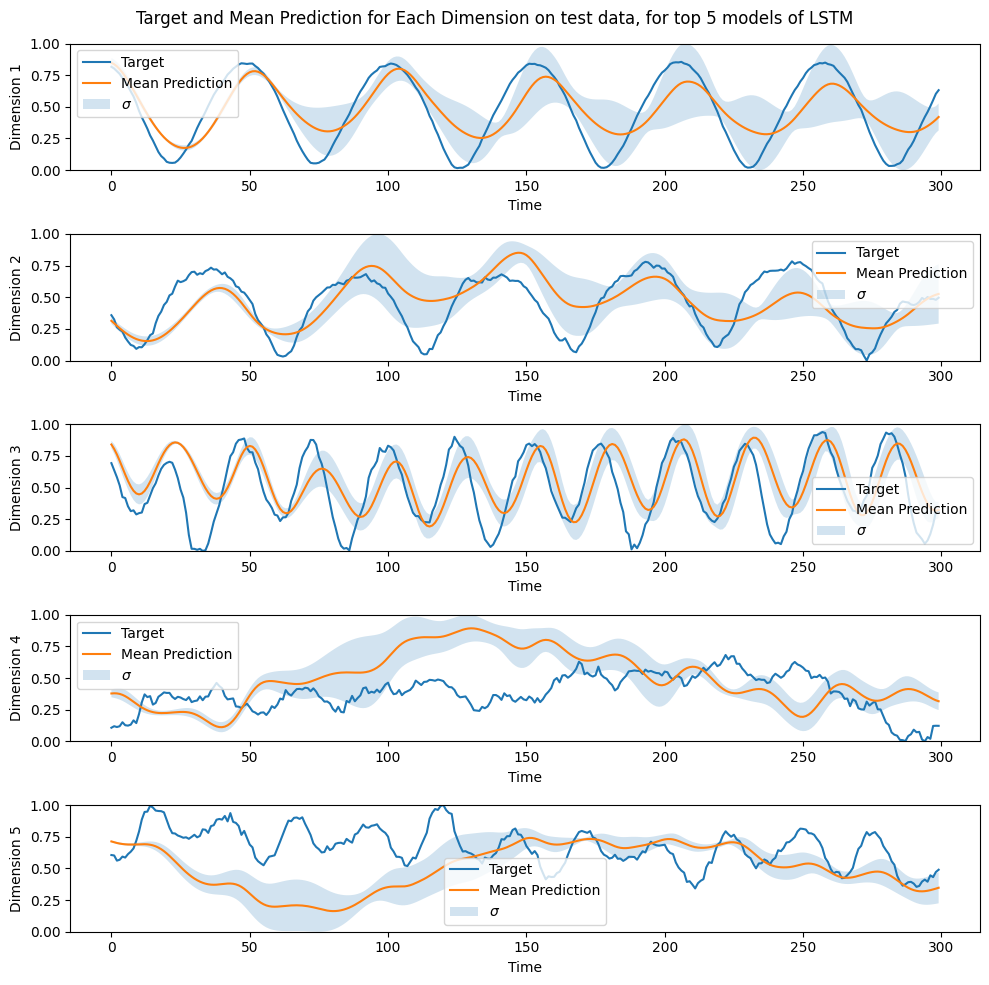 Target and Mean Prediction for Each Dimension on test data, for top 5 models of LSTM
1.00
0.75
0.50
0.25
0.00
Dimension 1
Target
Mean Prediction
σ
0 50 100 150 200 250 300
Time
1.00
0.75
0.50
0.25
0.00
Dimension 2
Target
Mean Prediction
σ
0 50 100 150 200 250 300
Time
1.00
0.75
0.50
0.25
0.00
Dimension 3
Target
Mean Prediction
σ
0 50 100 150 200 250 300
Time
1.00
0.75
0.50
0.25
0.00
Dimension 4
Target
Mean Prediction
σ
0 50 100 150 200 250 300
Time
1.00
0.75
0.50
0.25
0.00
Dimension 5
Target
Mean Prediction
σ
0 50 100 150 200 250 300
Time